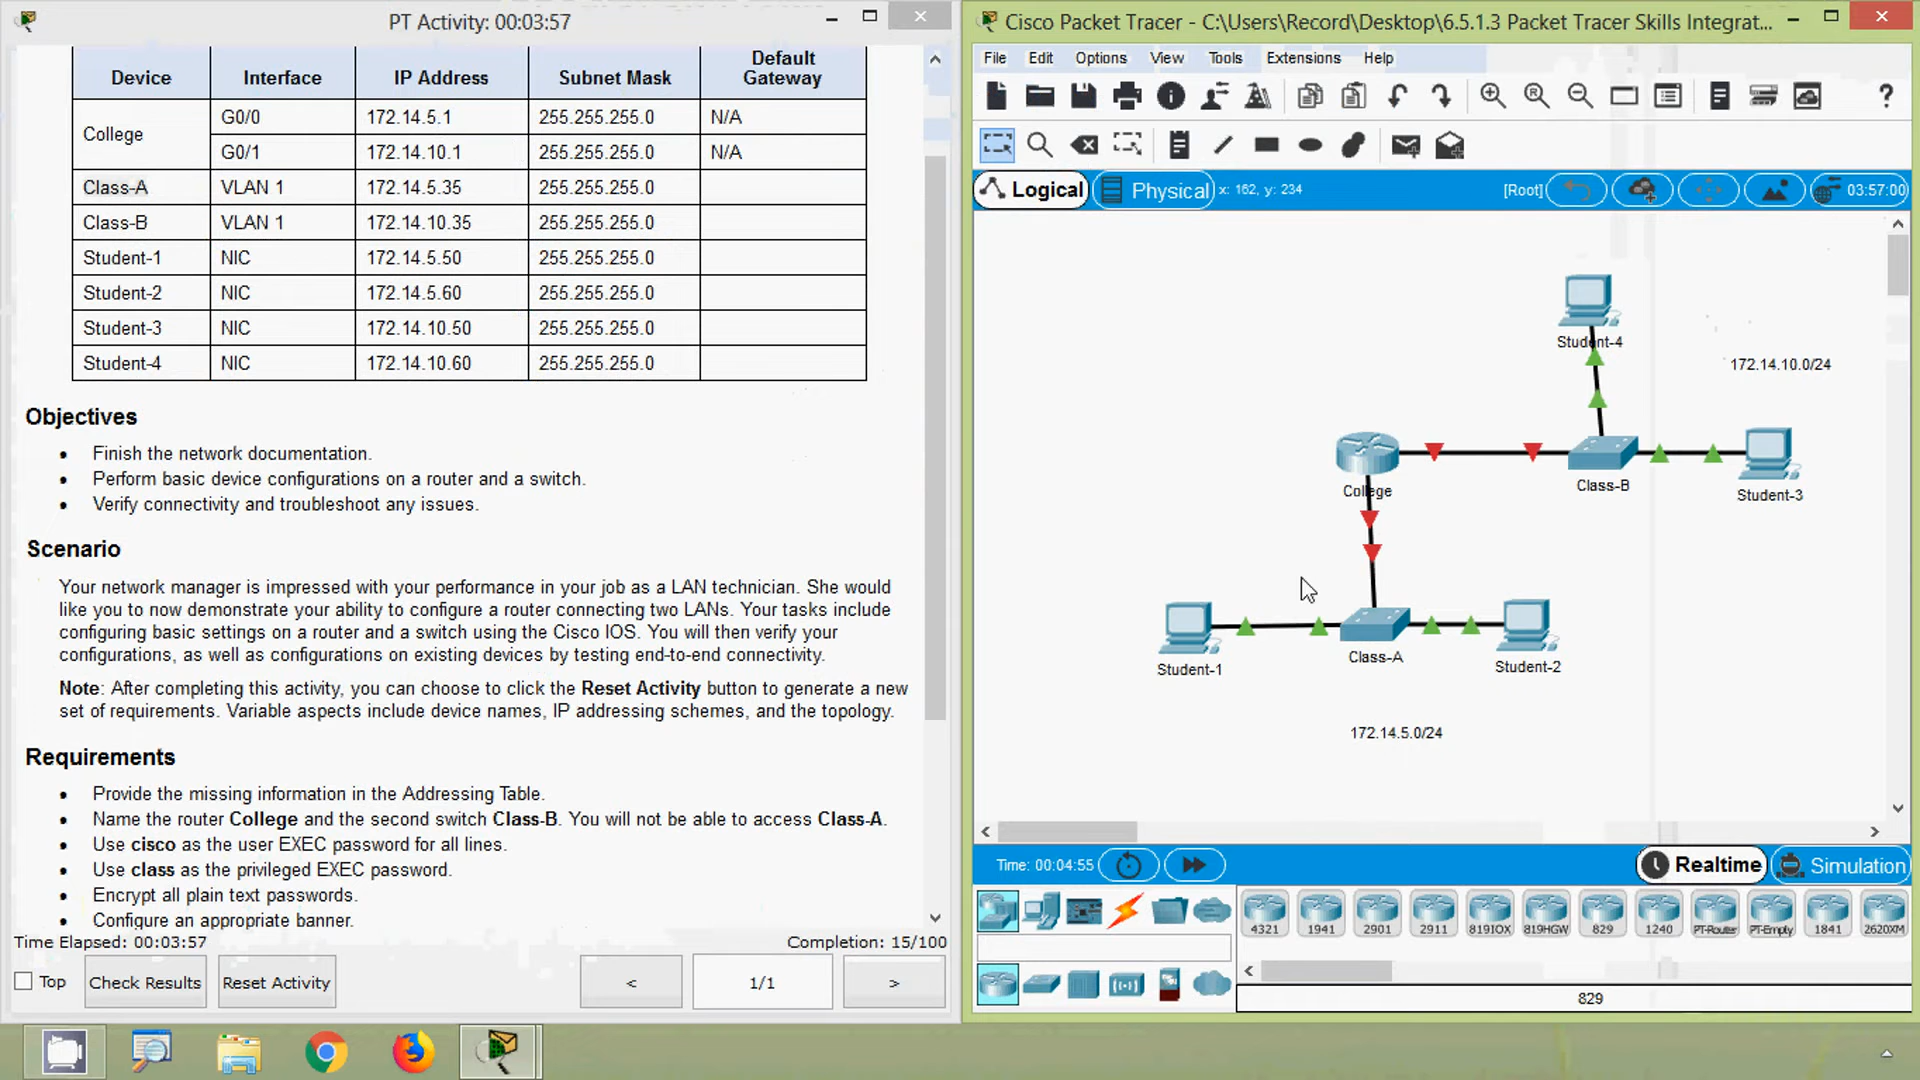 PT Activity: 00:03:57
Device Interface IP Address Subnet Mask Default Gateway
College G0/0 172.14.5.1 255.255.255.0 N/A
G0/1 172.14.10.1 255.255.255.0 N/A
Class-A VLAN 1 172.14.5.35 255.255.255.0
Class-B VLAN 1 172.14.10.35 255.255.255.0
Student-1 NIC 172.14.5.50 255.255.255.0
Student-2 NIC 172.14.5.60 255.255.255.0
Student-3 NIC 172.14.10.50 255.255.255.0
Student-4 NIC 172.14.10.60 255.255.255.0
Objectives
• Finish the network documentation.
• Perform basic device configurations on a router and a switch.
• Verify connectivity and troubleshoot any issues.
Scenario
Your network manager is impressed with your performance in your job as a LAN technician. She would
like you to now demonstrate your ability to configure a router connecting two LANs. Your tasks include
configuring basic settings on a router and a switch using the Cisco IOS. You will then verify your
configurations, as well as configurations on existing devices by testing end-to-end connectivity.
Note: After completing this activity, you can choose to click the Reset Activity button to generate a new
set of requirements. Variable aspects include device names, IP addressing schemes, and the topology.
Requirements
• Provide the missing information in the Addressing Table.
• Name the router College and the second switch Class-B. You will not be able to access Class-A.
• Use cisco as the user EXEC password for all lines.
• Use class as the privileged EXEC password.
• Encrypt all plain text passwords.
• Configure an appropriate banner.
Time Elapsed: 00:03:57 Completion: 15/100
Top Check Results Reset Activity < 1/1 >
Cisco Packet Tracer - C:\Users\Record\Desktop\6.5.1.3 Packet Tracer Skills Integrat...
File Edit Options View Tools Extensions Help
Logical Physical x: 162, y: 234 [Root] 03:57:00
Student-4
172.14.10.0/24
College
Class-B
Student-3
Student-1
Class-A
Student-2
172.14.5.0/24
Time: 00:04:55 Realtime Simulation
4321 1941 2901 2911 819IOX 819HGW 829 1240 PT-Router PT-Empty 1841 2620XM
829